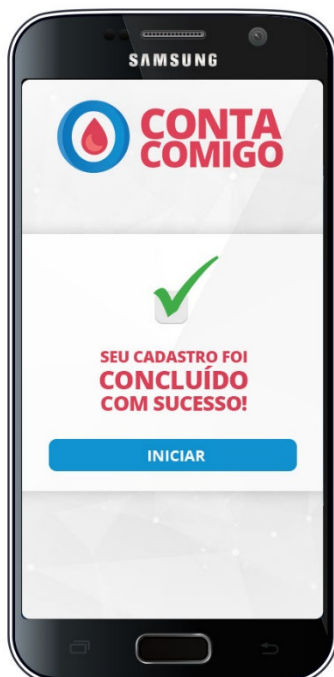 SAMSUNG
CONTA
COMIGO
SEU CADASTRO FOI
CONCLUÍDO
COM SUCESSO!
INICIAR